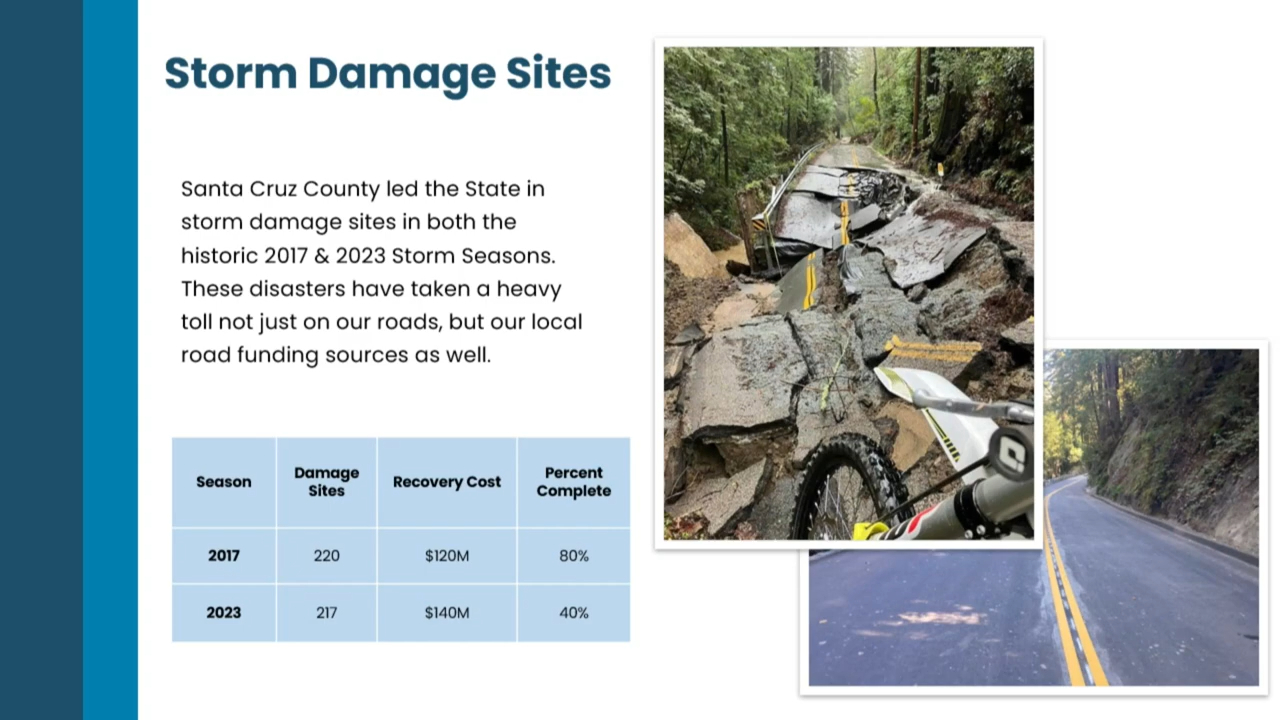 Storm Damage Sites
Santa Cruz County led the State in
storm damage sites in both the
historic 2017 & 2023 Storm Seasons.
These disasters have taken a heavy
toll not just on our roads, but our local
road funding sources as well.
Season Damage Sites Recovery Cost Percent Complete
2017 220 $120M 80%
2023 217 $140M 40%